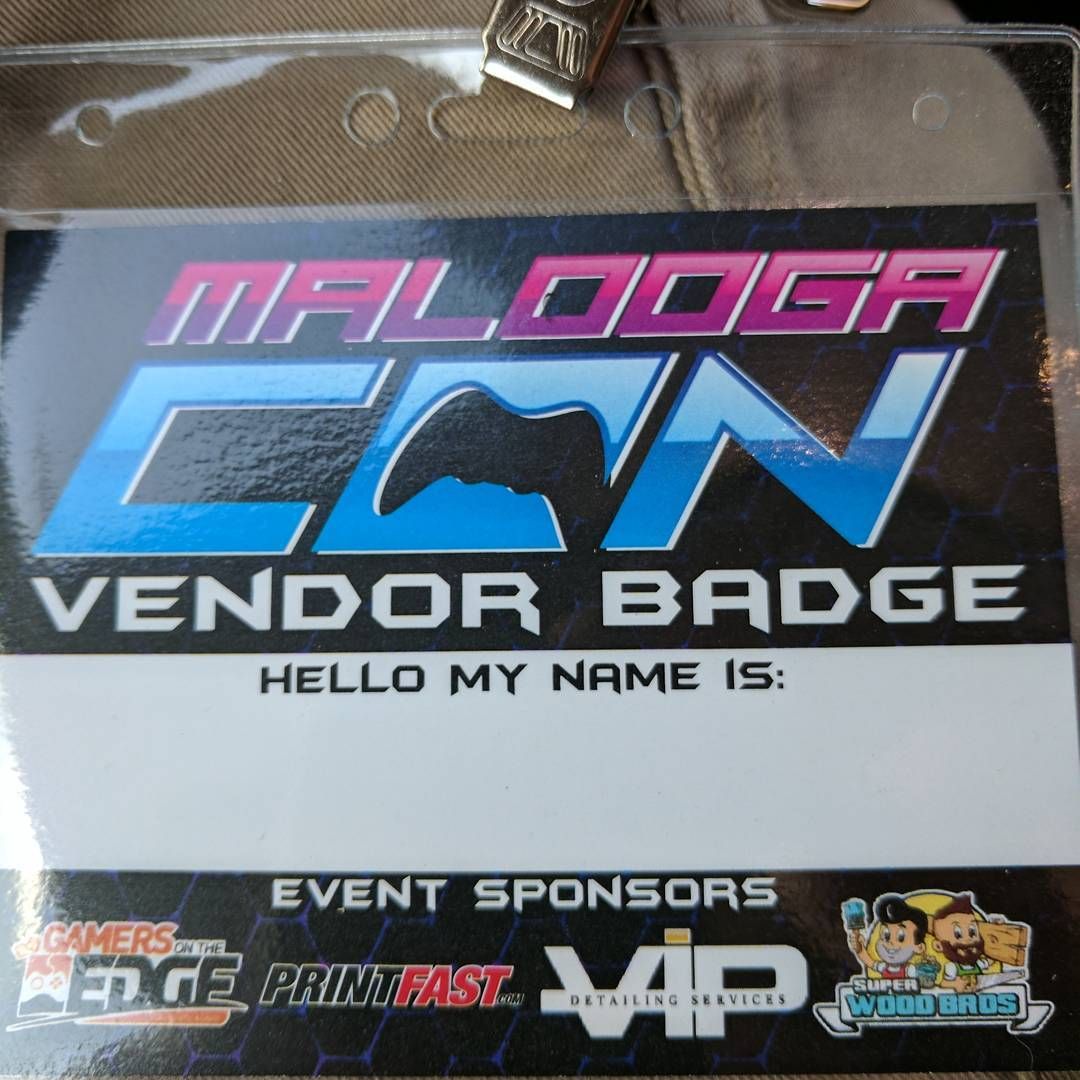 MALOOGA
CON
VENDOR BADGE
HELLO MY NAME IS:
EVENT SPONSORS
GAMERS ON THE
EDGE
PRINTFAST.COM
VIP
DETAILING SERVICES
SUPER
WOOD BROS